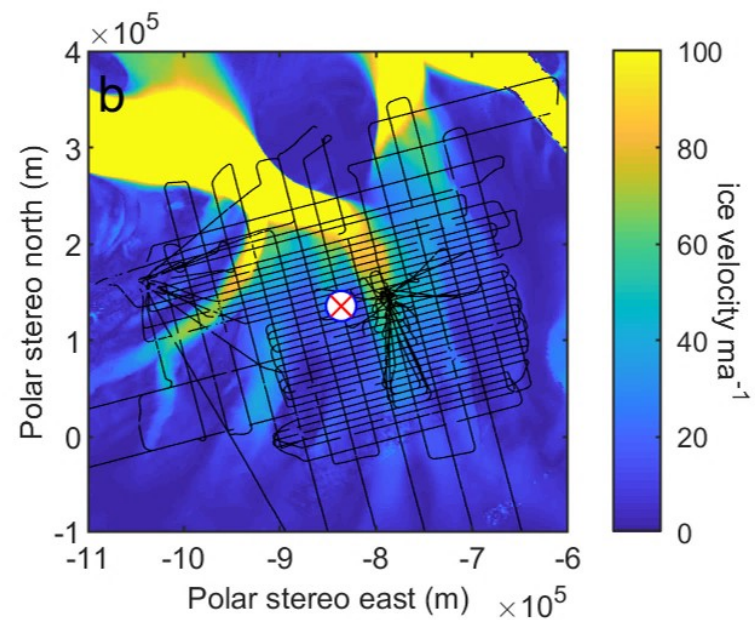 ×10⁵
b
4
3
2
1
0
-1
Polar stereo north (m)
-11 -10 -9 -8 -7 -6
Polar stereo east (m) ×10⁵
100
80
60
40
20
0
ice velocity ma⁻¹